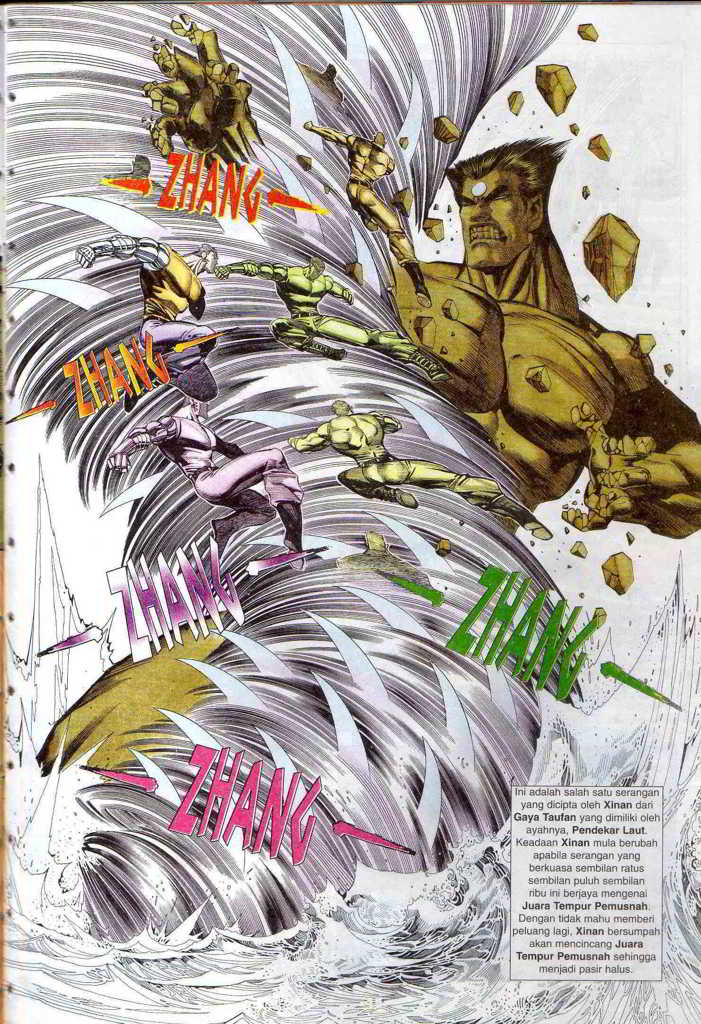 ZHANG
ZHANG
ZHANG
ZHANG
ZHANG
Ini adalah salah satu serangan
yang dicipta oleh Xinan dari
Gaya Taufan yang dimiliki oleh
ayahnya, Pendekar Laut.
Keadaan Xinan mula berubah
apabila serangan yang
berkuasa sembilan ratus
sembilan puluh sembilan
ribu ini berjaya mengenai
Juara Tempur Pemusnah.
Dengan tidak mahu memberi
peluang lagi, Xinan bersumpah
akan mencincang Juara
Tempur Pemusnah sehingga
menjadi pasir halus.